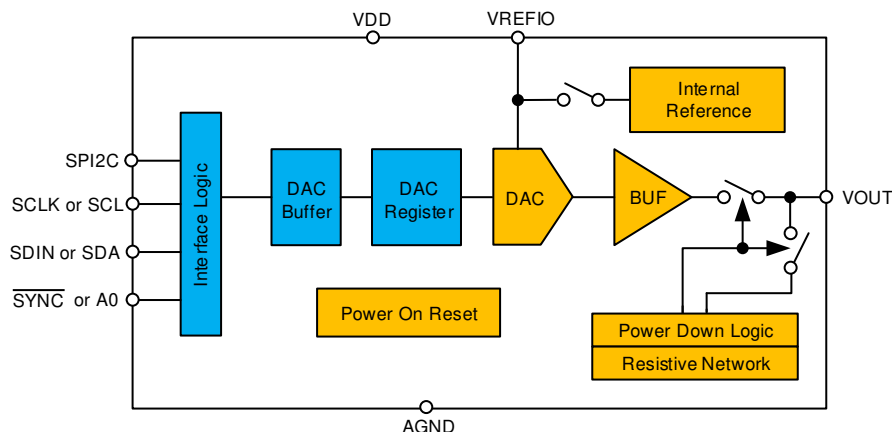 VDD
VREFIO
Internal
Reference
SPI2C
SCLK or SCL
SDIN or SDA
SYNC or A0
Interface Logic
DAC
Buffer
DAC
Register
DAC
BUF
VOUT
Power On Reset
Power Down Logic
Resistive Network
AGND